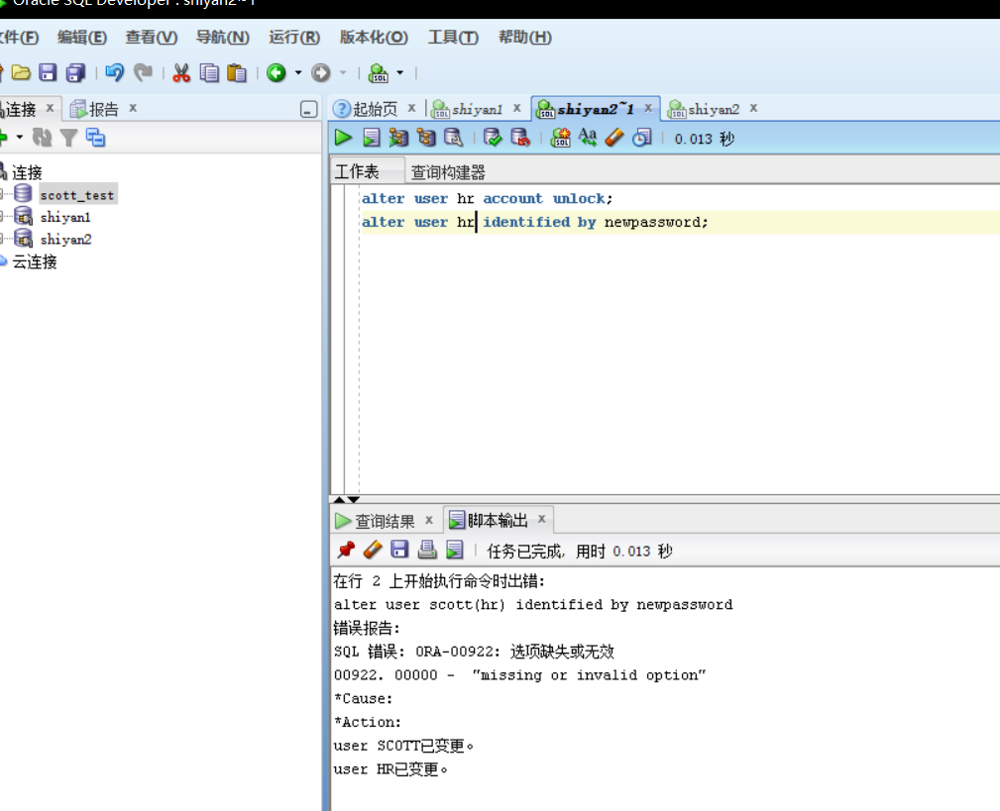 Oracle SQL Developer : shiyan2~1
文件(F) 编辑(E) 查看(V) 导航(N) 运行(R) 版本化(O) 工具(T) 帮助(H)
连接 报告 起始页 shiyan1 shiyan2~1 shiyan2
0.013 秒
工作表 查询构建器
连接
scott_test
shiyan1
shiyan2
云连接
alter user hr account unlock;
alter user hr identified by newpassword;
查询结果 脚本输出
任务已完成, 用时 0.013 秒
在行 2 上开始执行命令时出错:
alter user scott(hr) identified by newpassword
错误报告:
SQL 错误: ORA-00922: 选项缺失或无效
00922. 00000 - "missing or invalid option"
*Cause:
*Action:
user SCOTT已变更。
user HR已变更。